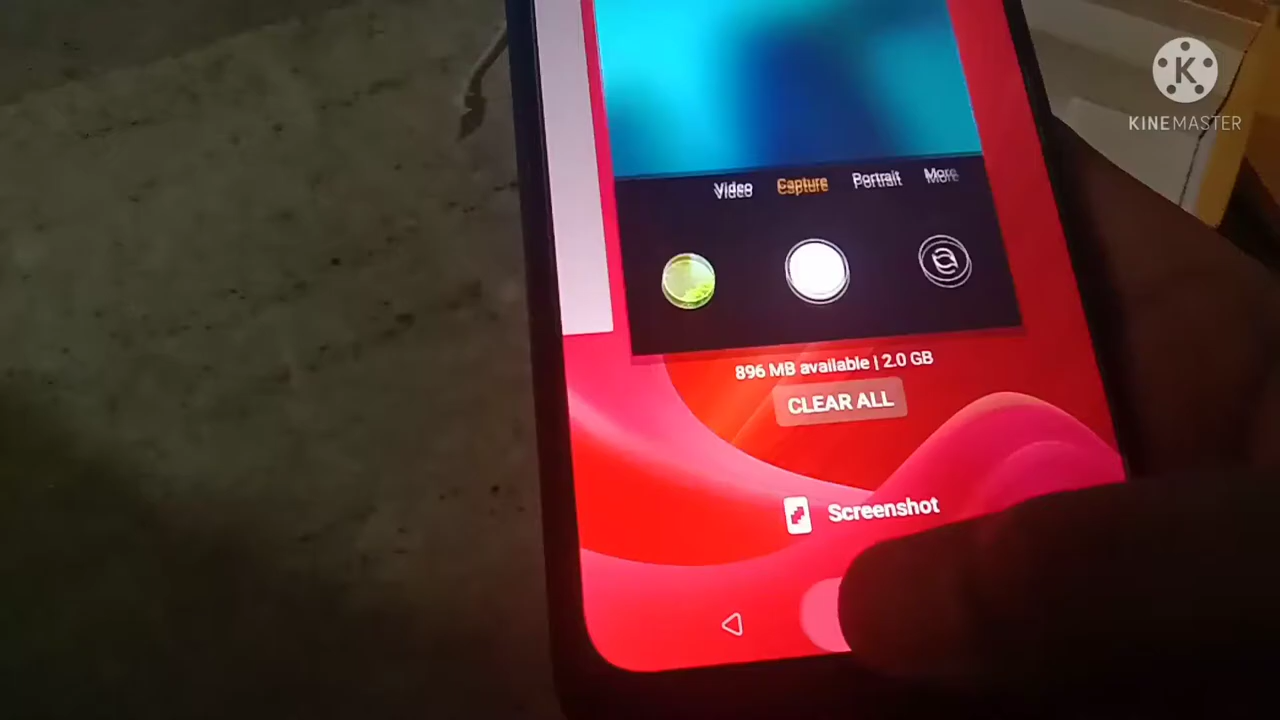 KINEMASTER
Video Capture Portrait More
896 MB available | 2.0 GB
CLEAR ALL
Screenshot